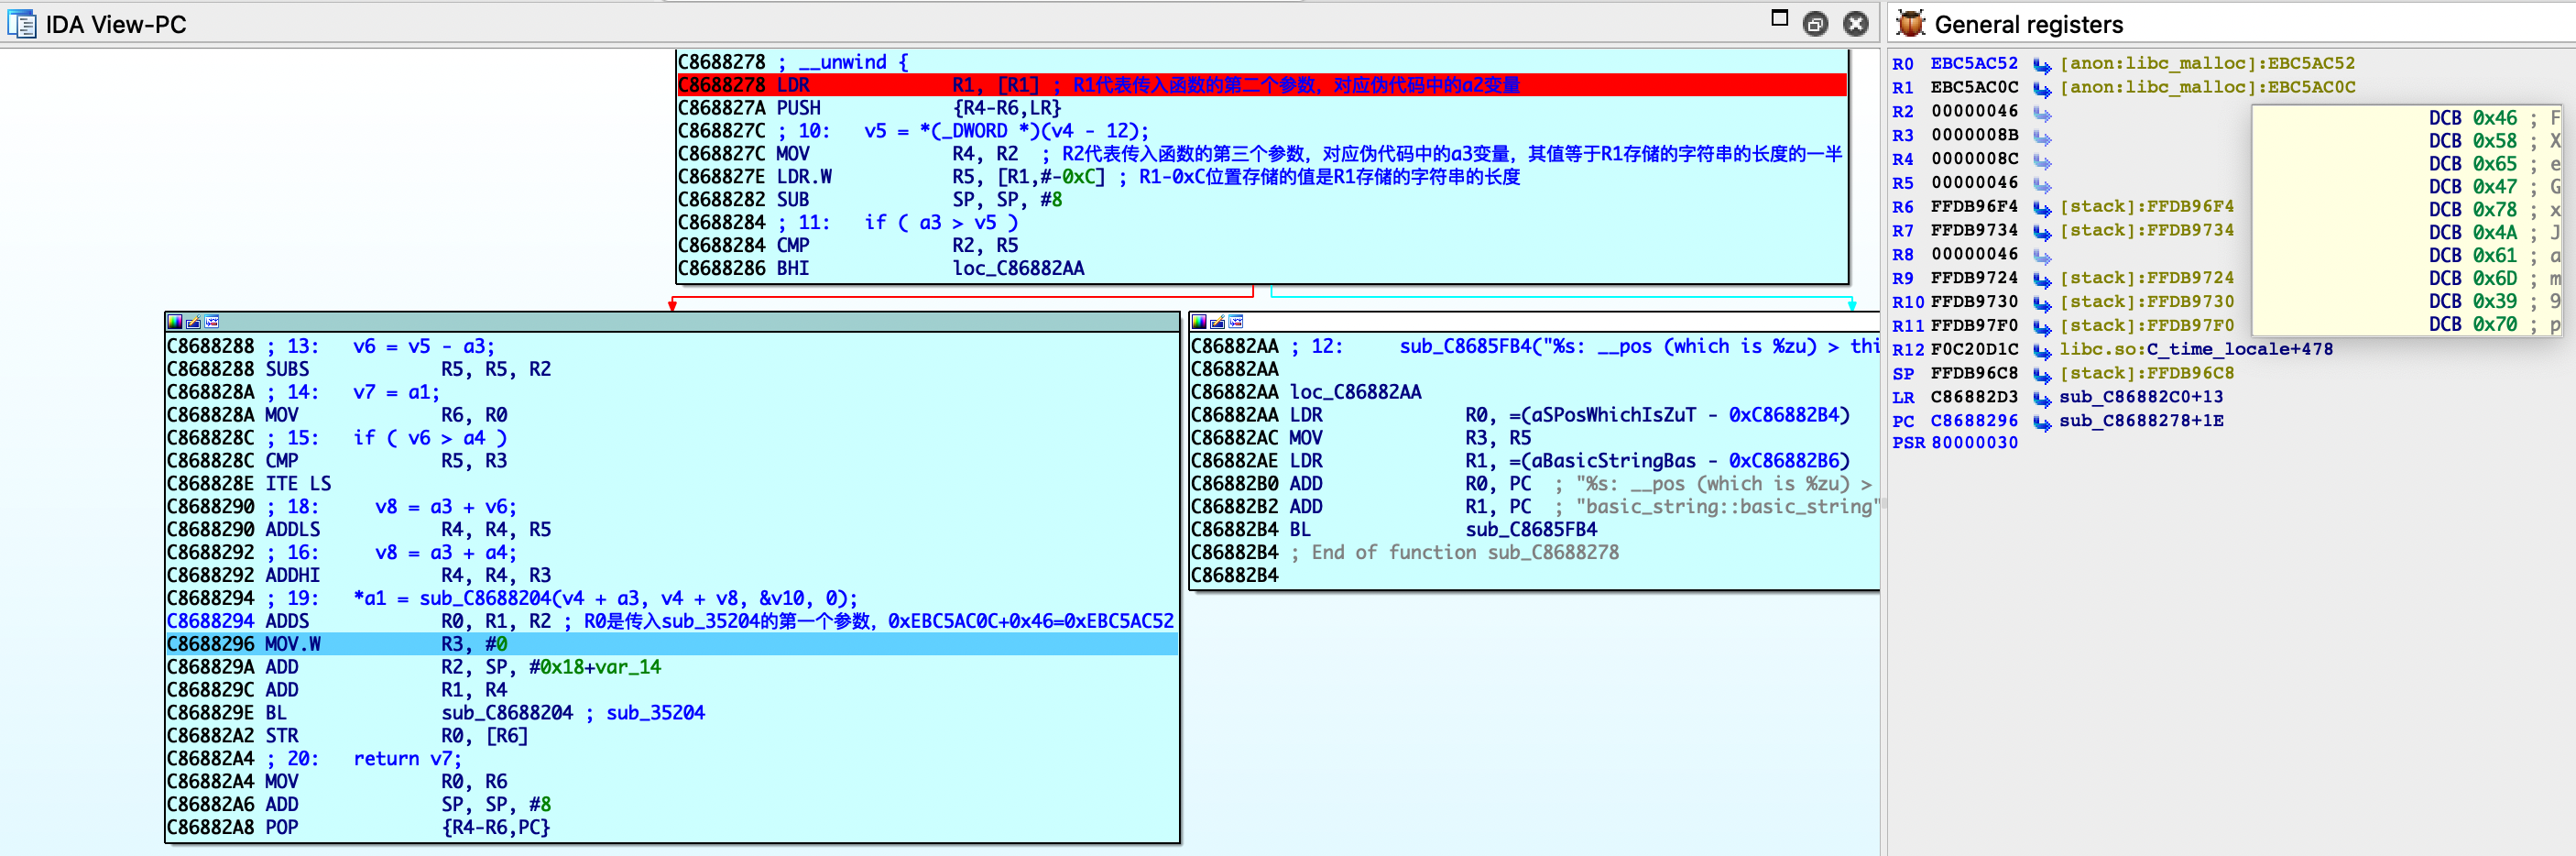 IDA View-PC
C8688278 ; __unwind {
C8688278 LDR R1, [R1] ; R1代表传入函数的第二个参数，对应伪代码中的a2变量
C868827A PUSH {R4-R6,LR}
C868827C ; 10: v5 = *(_DWORD *)(v4 - 12);
C868827C MOV R4, R2 ; R2代表传入函数的第三个参数，对应伪代码中的a3变量，其值等于R1存储的字符串的长度的一半
C868827E LDR.W R5, [R1,#-0xC] ; R1-0xC位置存储的值是R1存储的字符串的长度
C8688282 SUB SP, SP, #8
C8688284 ; 11: if ( a3 > v5 )
C8688284 CMP R2, R5
C8688286 BHI loc_C86882AA
C8688288 ; 13: v6 = v5 - a3;
C8688288 SUBS R5, R5, R2
C868828A ; 14: v7 = a1;
C868828A MOV R6, R0
C868828C ; 15: if ( v6 > a4 )
C868828C CMP R5, R3
C868828E ITE LS
C8688290 ; 18: v8 = a3 + v6;
C8688290 ADDLS R4, R4, R5
C8688292 ; 16: v8 = a3 + a4;
C8688292 ADDHI R4, R4, R3
C8688294 ; 19: *a1 = sub_C8688204(v4 + a3, v4 + v8, &v10, 0);
C8688294 ADDS R0, R1, R2 ; R0是传入sub_35204的第一个参数，0xEBC5AC0C+0x46=0xEBC5AC52
C8688296 MOV.W R3, #0
C868829A ADD R2, SP, #0x18+var_14
C868829C ADD R1, R4
C868829E BL sub_C8688204 ; sub_35204
C86882A2 STR R0, [R6]
C86882A4 ; 20: return v7;
C86882A4 MOV R0, R6
C86882A6 ADD SP, SP, #8
C86882A8 POP {R4-R6,PC}
C86882AA ; 12: sub_C8685FB4("%s: __pos (which is %zu) > thi
C86882AA
C86882AA loc_C86882AA
C86882AA LDR R0, =(aSPosWhichIsZuT - 0xC86882B4)
C86882AC MOV R3, R5
C86882AE LDR R1, =(aBasicStringBas - 0xC86882B6)
C86882B0 ADD R0, PC ; "%s: __pos (which is %zu) >
C86882B2 ADD R1, PC ; "basic_string::basic_string"
C86882B4 BL sub_C8685FB4
C86882B4 ; End of function sub_C8688278
C86882B4
General registers
R0 EBC5AC52 [anon:libc_malloc]:EBC5AC52
R1 EBC5AC0C [anon:libc_malloc]:EBC5AC0C
R2 00000046
R3 0000008B
R4 0000008C
R5 00000046
R6 FFDB96F4 [stack]:FFDB96F4
R7 FFDB9734 [stack]:FFDB9734
R8 00000046
R9 FFDB9724 [stack]:FFDB9724
R10 FFDB9730 [stack]:FFDB9730
R11 FFDB97F0 [stack]:FFDB97F0
R12 F0C20D1C libc.so:C_time_locale+478
SP FFDB96C8 [stack]:FFDB96C8
LR C86882D3 sub_C86882C0+13
PC C8688296 sub_C8688278+1E
PSR 80000030
DCB 0x46 ; F
DCB 0x58 ; X
DCB 0x65 ; e
DCB 0x47 ; G
DCB 0x78 ; x
DCB 0x4A ; J
DCB 0x61 ; a
DCB 0x6D ; m
DCB 0x39 ; 9
DCB 0x70 ; p